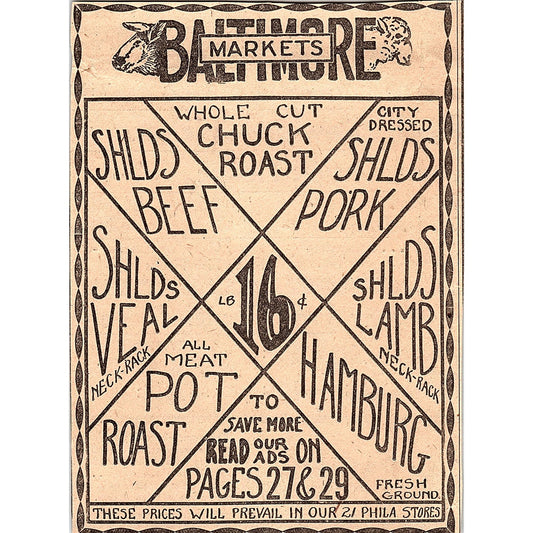 BALTIMORE
MARKETS
WHOLE CUT
CHUCK
ROAST
CITY
DRESSED
SHLDS
PORK
SHLDS
BEEF
SHLDS
VEAL
NECK-RACK
LB 16 ¢
SHLDS
LAMB
NECK-RACK
ALL
MEAT
POT
ROAST
HAMBURG
FRESH
GROUND.
TO
SAVE MORE
READ OUR ADS ON
PAGES 27 & 29
THESE PRICES WILL PREVAIL IN OUR 21 PHILA STORES